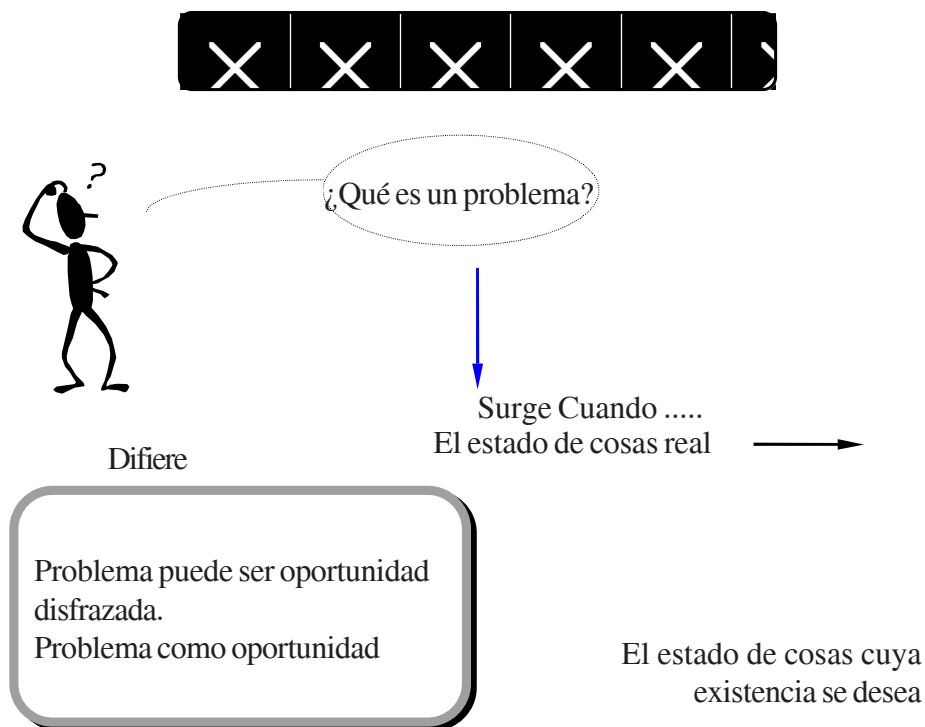 ?
¿Qué es un problema?
Surge Cuando .....
El estado de cosas real
Difiere
Problema puede ser oportunidad
disfrazada.
Problema como oportunidad
El estado de cosas cuya
existencia se desea